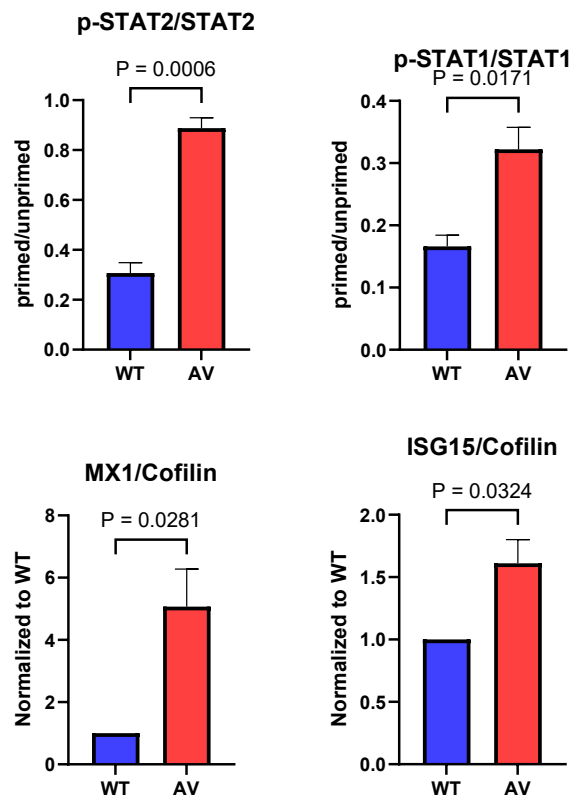 p-STAT2/STAT2
P = 0.0006
primed/unprimed
1.0
0.8
0.6
0.4
0.2
0.0
WT
AV
p-STAT1/STAT1
P = 0.0171
primed/unprimed
0.4
0.3
0.2
0.1
0.0
WT
AV
MX1/Cofilin
P = 0.0281
Normalized to WT
8
6
4
2
0
WT
AV
ISG15/Cofilin
P = 0.0324
Normalized to WT
2.0
1.5
1.0
0.5
0.0
WT
AV